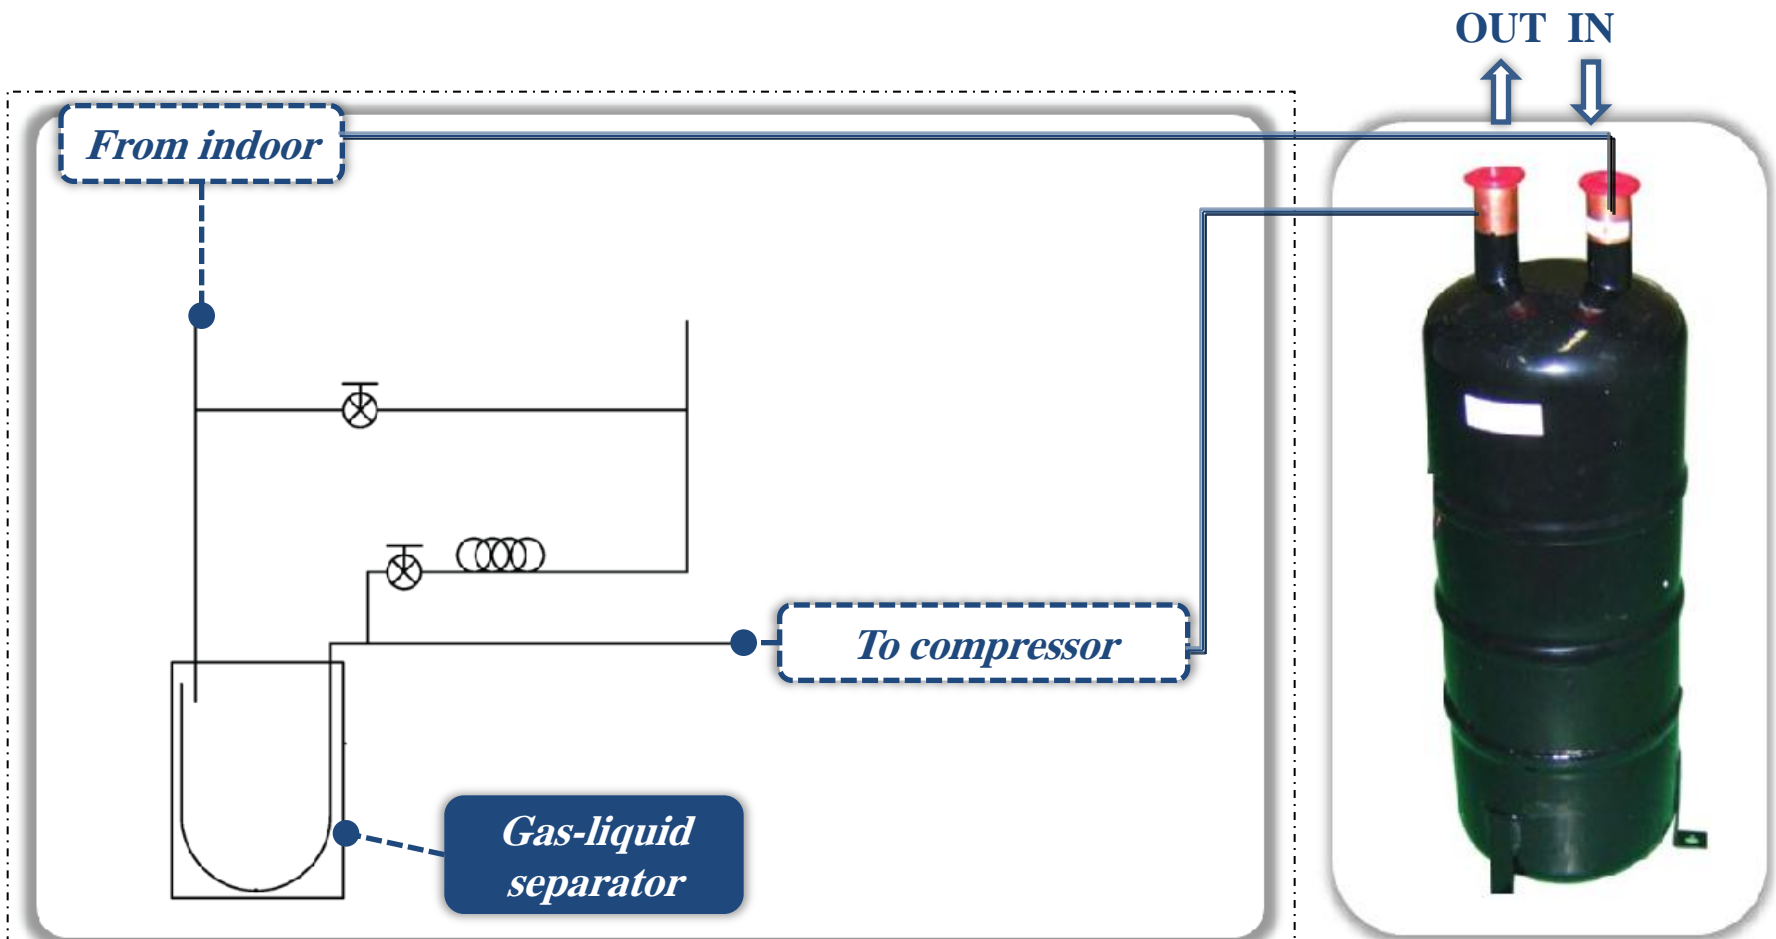 OUT IN
From indoor
To compressor
Gas-liquid
separator